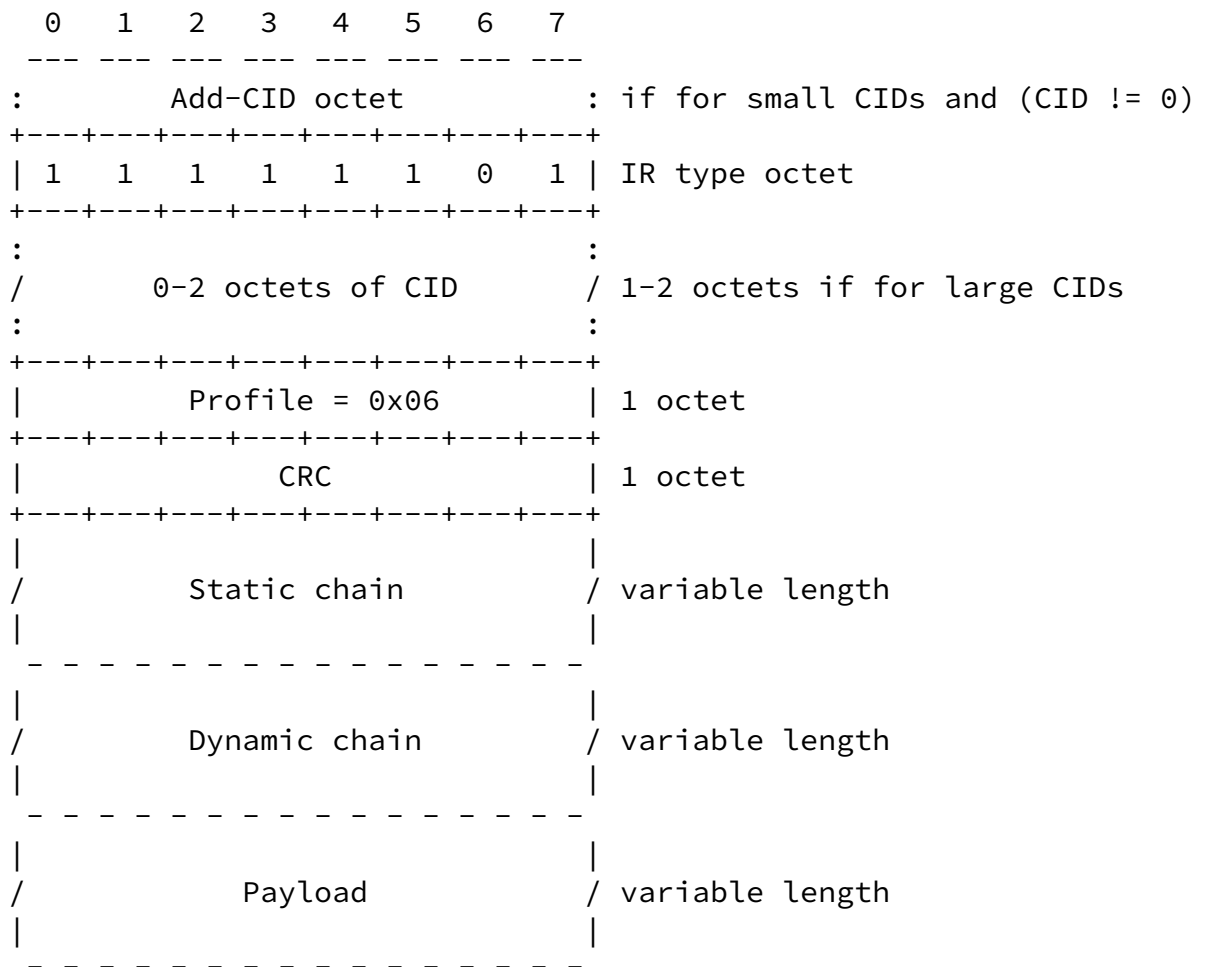 0   1   2   3   4   5   6   7
 --- --- --- --- --- --- --- ---
:        Add-CID octet          : if for small CIDs and (CID != 0)
+---+---+---+---+---+---+---+---+
| 1   1   1   1   1   1   0   1 | IR type octet
+---+---+---+---+---+---+---+---+
:                               :
/       0-2 octets of CID       / 1-2 octets if for large CIDs
:                               :
+---+---+---+---+---+---+---+---+
|         Profile = 0x06        | 1 octet
+---+---+---+---+---+---+---+---+
|              CRC              | 1 octet
+---+---+---+---+---+---+---+---+
|                               |
/         Static chain          / variable length
|                               |
 - - - - - - - - - - - - - - - -
|                               |
/         Dynamic chain         / variable length
|                               |
 - - - - - - - - - - - - - - - -
|                               |
/            Payload            / variable length
|                               |
 - - - - - - - - - - - - - - - -